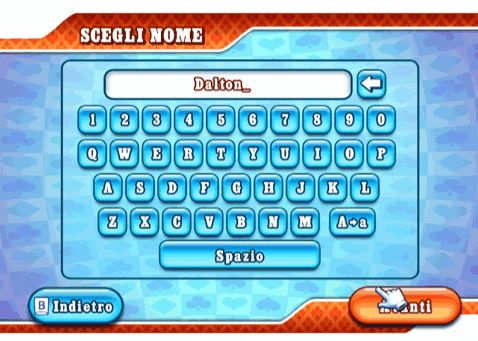 SCEGLI NOME
Dalton_
1 2 3 4 5 6 7 8 9 0
Q W E R T Y U I O P
A S D F G H J K L
Z X C V B N M A→a
Spazio
B Indietro